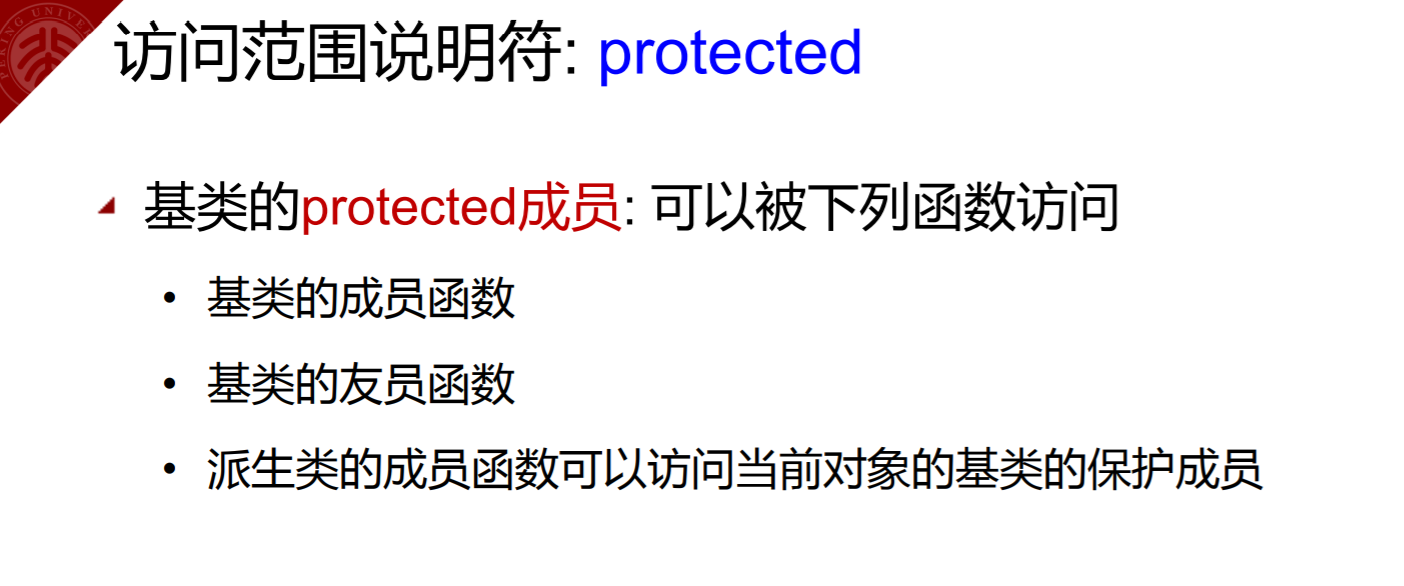 访问范围说明符: protected
基类的protected成员: 可以被下列函数访问
• 基类的成员函数
• 基类的友员函数
• 派生类的成员函数可以访问当前对象的基类的保护成员